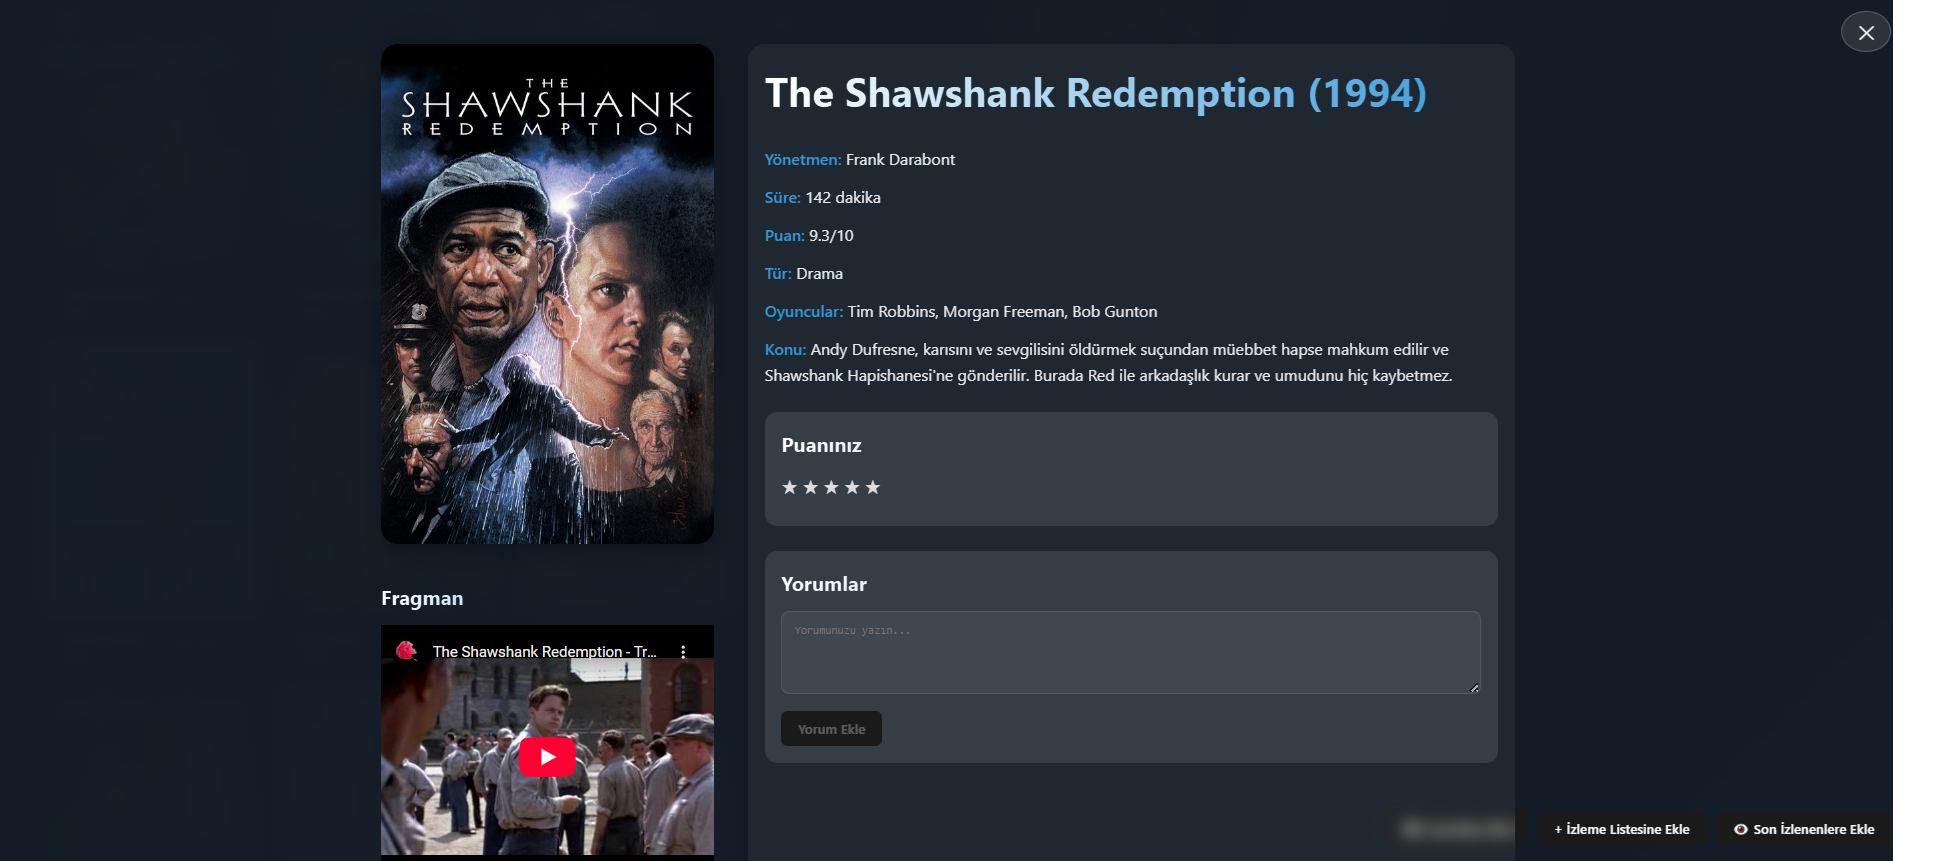 THE
SHAWSHANK
REDEMPTION
Fragman
The Shawshank Redemption - Tr...
The Shawshank Redemption (1994)
Yönetmen: Frank Darabont
Süre: 142 dakika
Puan: 9.3/10
Tür: Drama
Oyuncular: Tim Robbins, Morgan Freeman, Bob Gunton
Konu: Andy Dufresne, karısını ve sevgilisini öldürmek suçundan müebbet hapse mahkum edilir ve
Shawshank Hapishanesi'ne gönderilir. Burada Red ile arkadaşlık kurar ve umudunu hiç kaybetmez.
Puanınız
★ ★ ★ ★ ★
Yorumlar
Yorumunuzu yazın...
Yorum Ekle
+ İzleme Listesine Ekle
Son İzlenenlere Ekle